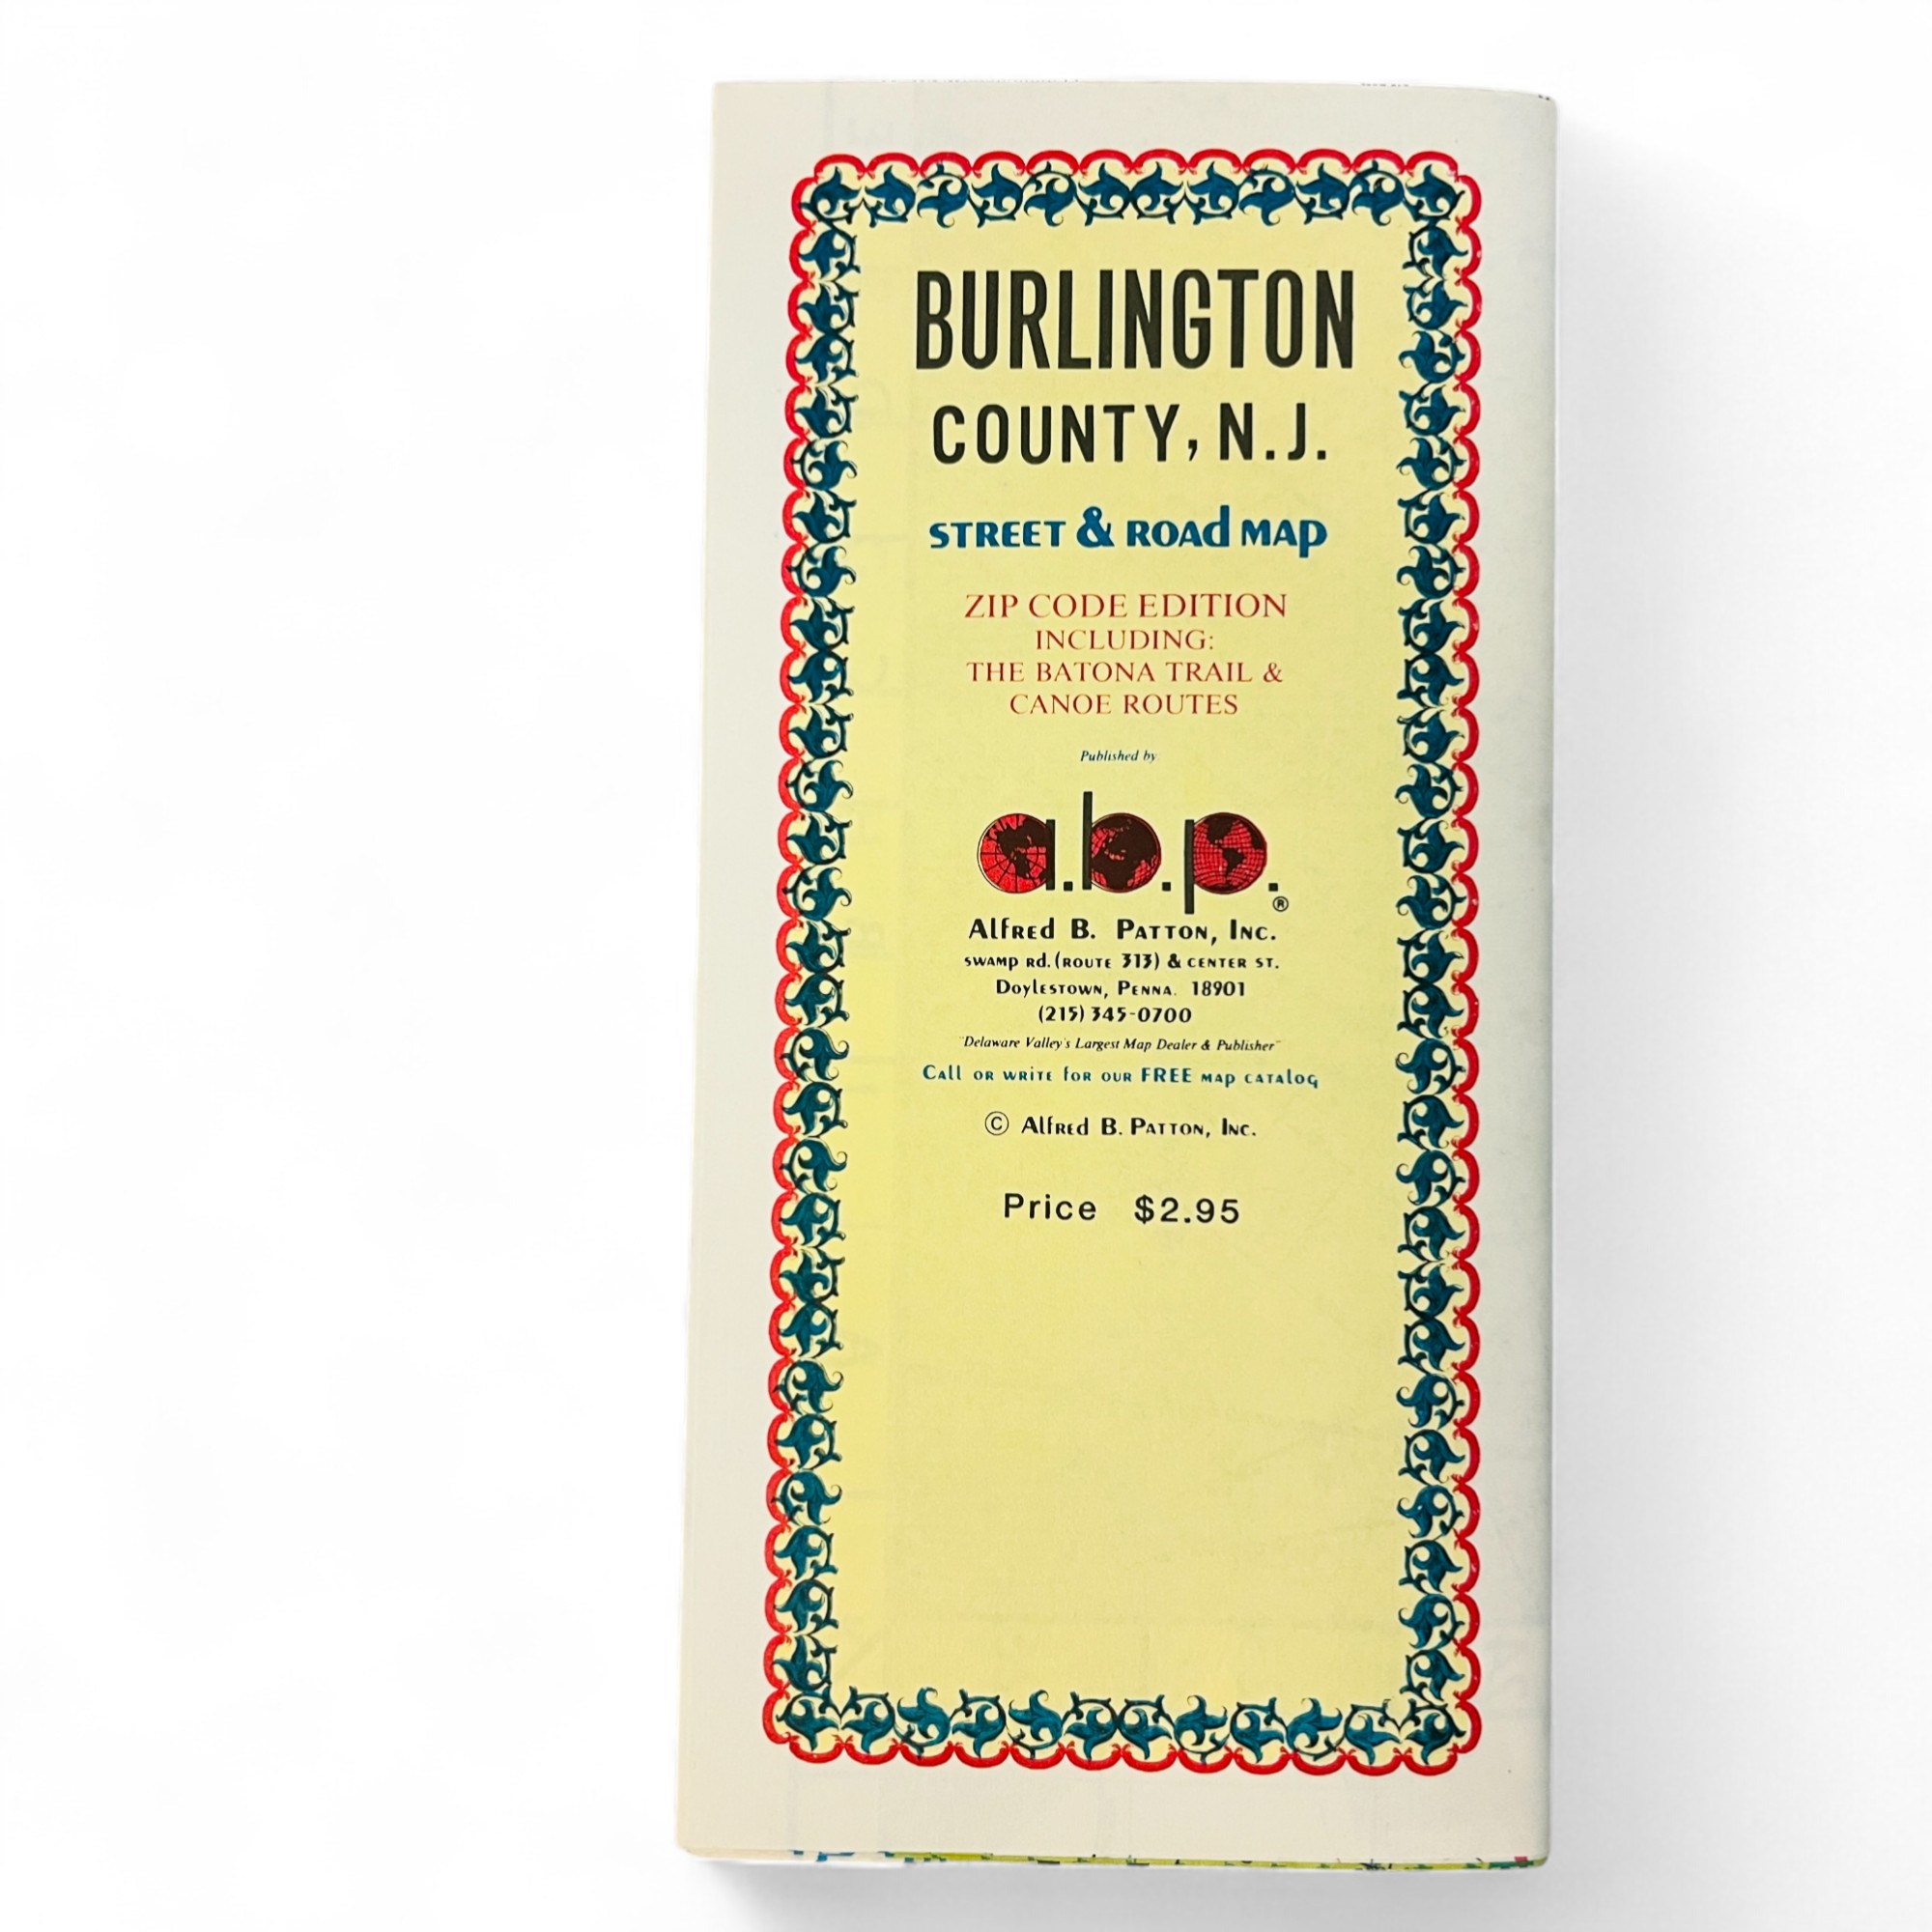 BURLINGTON
COUNTY, N.J.
STREET & ROAd MAp
ZIP CODE EDITION
INCLUDING:
THE BATONA TRAIL &
CANOE ROUTES
Published by
a.b.p.®
AlfREd B. PATTON, INC.
SWAMp Rd. (ROUTE 313) & CENTER ST.
DoylESTOWN, PENNA. 18901
(215) 345-0700
"Delaware Valley's Largest Map Dealer & Publisher"
CAll OR WRITE foR OUR FREE MAp CATAloG
© AlfREd B. PATTON, INC.
Price $2.95